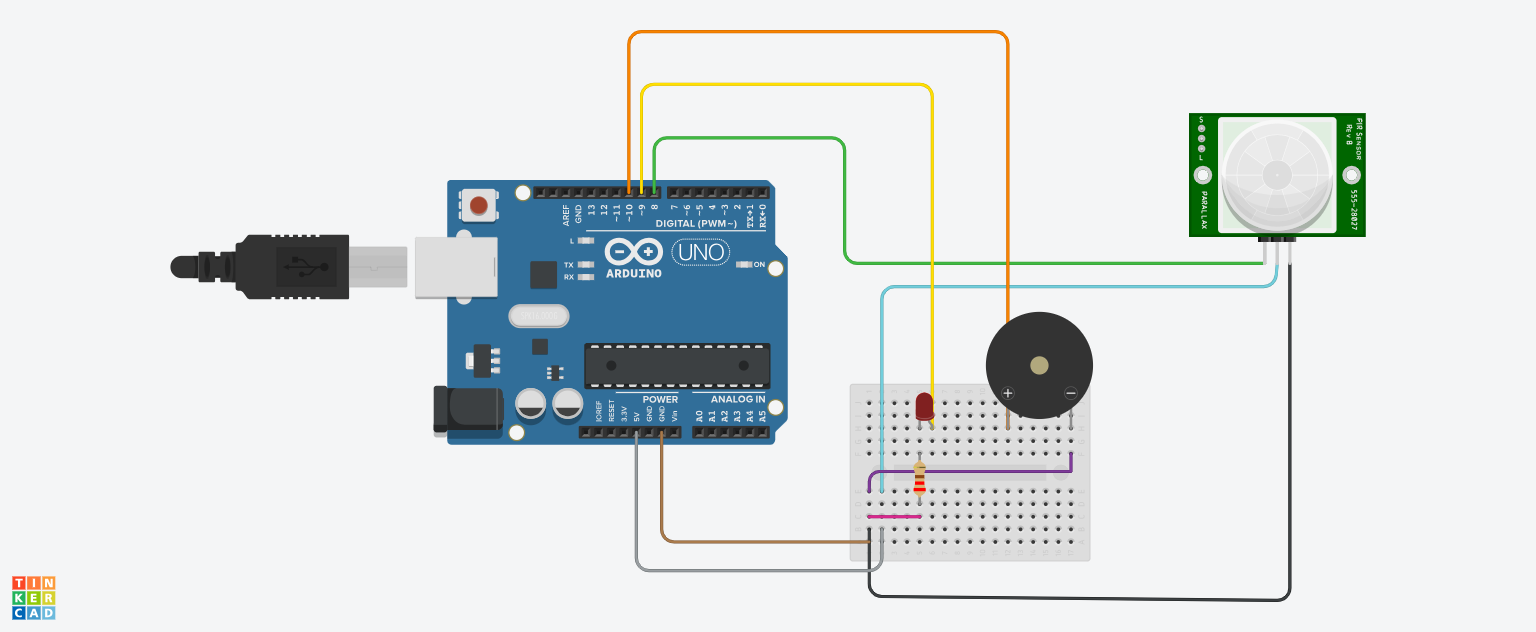 S
L
PIR SENSOR
Rev B
PARALLAX
555-28027
AREF
GND
13
12
~11
~10
~9
8
7
~6
~5
4
~3
2
TX→1
RX←0
DIGITAL (PWM~)
L
TX
RX
UNO
ARDUINO
ON
POWER
ANALOG IN
IOREF
RESET
3.3V
5V
GND
GND
Vin
A0
A1
A2
A3
A4
A5
+
−
TIN
KER
CAD